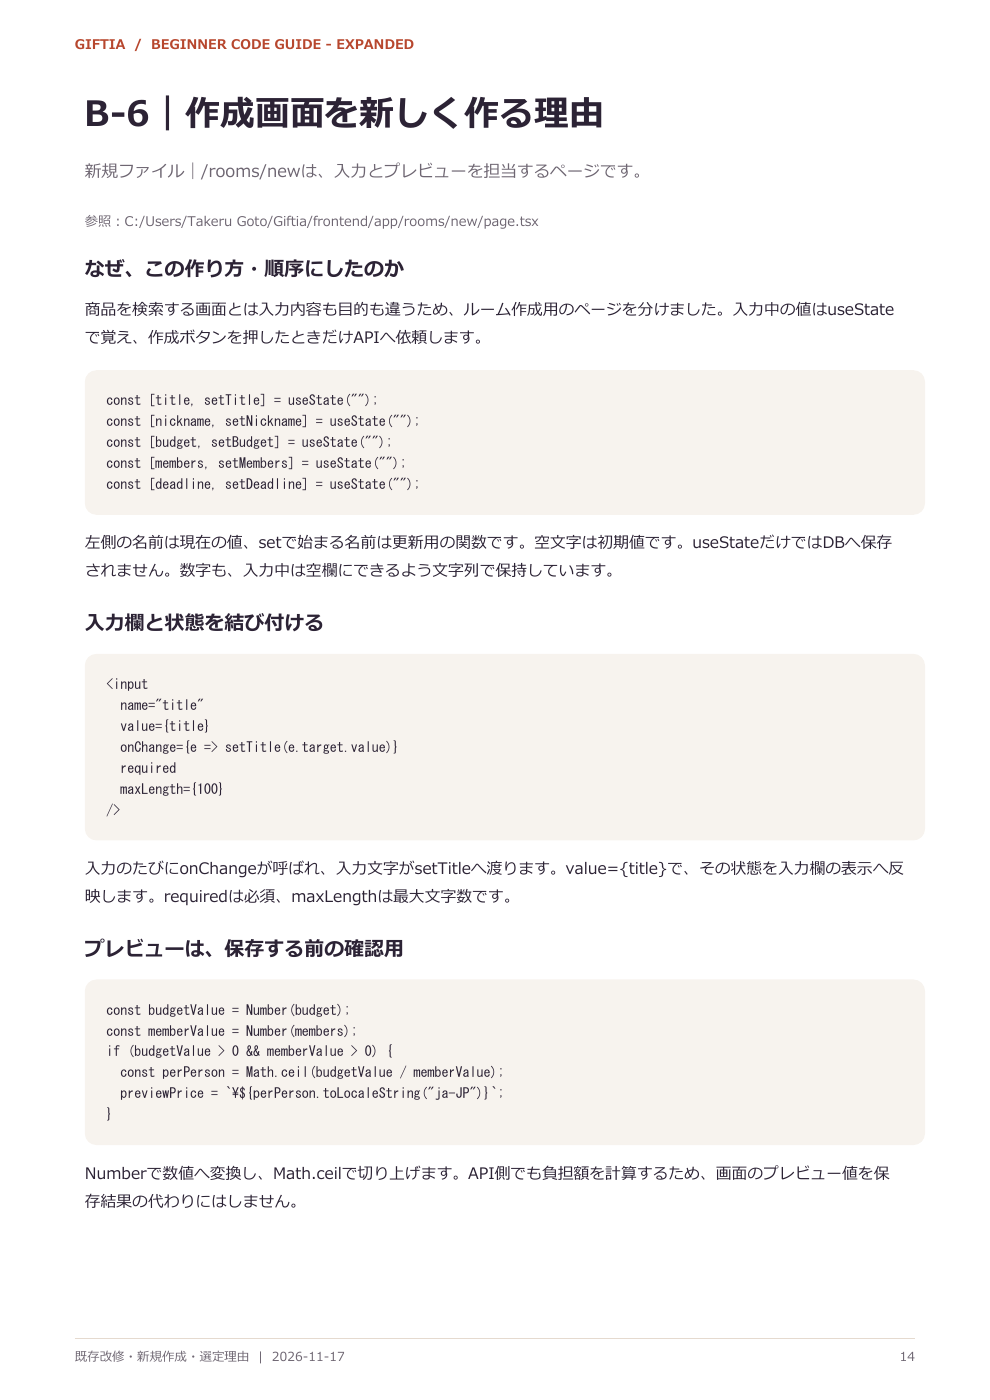 GIFTIA / BEGINNER CODE GUIDE - EXPANDED
B-6｜作成画面を新しく作る理由
新規ファイル｜/rooms/newは、入力とプレビューを担当するページです。
参照：C:/Users/Takeru Goto/Giftia/frontend/app/rooms/new/page.tsx
なぜ、この作り方・順序にしたのか
商品を検索する画面とは入力内容も目的も違うため、ルーム作成用のページを分けました。入力中の値はuseState
で覚え、作成ボタンを押したときだけAPIへ依頼します。
const [title, setTitle] = useState("");
const [nickname, setNickname] = useState("");
const [budget, setBudget] = useState("");
const [members, setMembers] = useState("");
const [deadline, setDeadline] = useState("");
左側の名前は現在の値、setで始まる名前は更新用の関数です。空文字は初期値です。useStateだけではDBへ保存
されません。数字も、入力中は空欄にできるよう文字列で保持しています。
入力欄と状態を結び付ける
<input
  name="title"
  value={title}
  onChange={e => setTitle(e.target.value)}
  required
  maxLength={100}
/>
入力のたびにonChangeが呼ばれ、入力文字がsetTitleへ渡ります。value={title}で、その状態を入力欄の表示へ反
映します。requiredは必須、maxLengthは最大文字数です。
プレビューは、保存する前の確認用
const budgetValue = Number(budget);
const memberValue = Number(members);
if (budgetValue > 0 && memberValue > 0) {
  const perPerson = Math.ceil(budgetValue / memberValue);
  previewPrice = `¥${perPerson.toLocaleString("ja-JP")}`;
}
Numberで数値へ変換し、Math.ceilで切り上げます。API側でも負担額を計算するため、画面のプレビュー値を保
存結果の代わりにはしません。
既存改修・新規作成・選定理由 | 2026-11-17
14